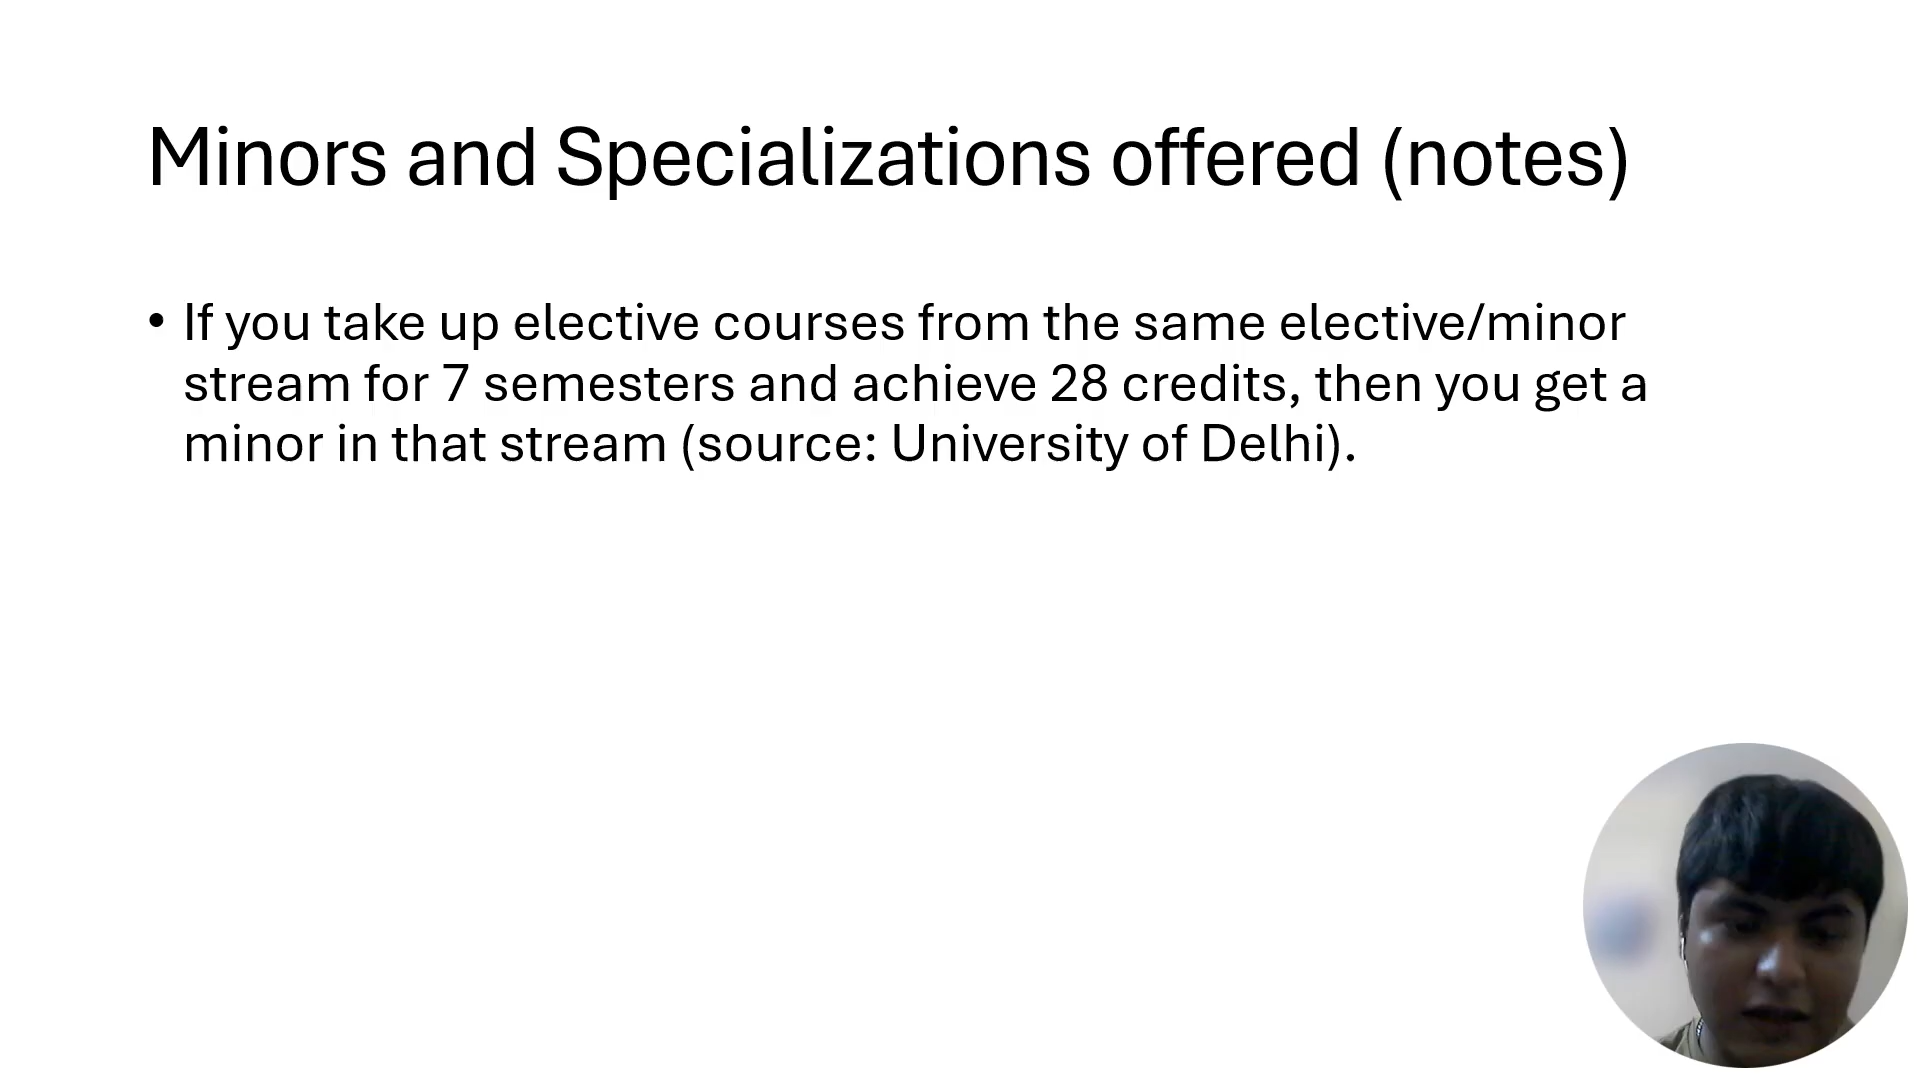 Minors and Specializations offered (notes)
• If you take up elective courses from the same elective/minor
stream for 7 semesters and achieve 28 credits, then you get a
minor in that stream (source: University of Delhi).